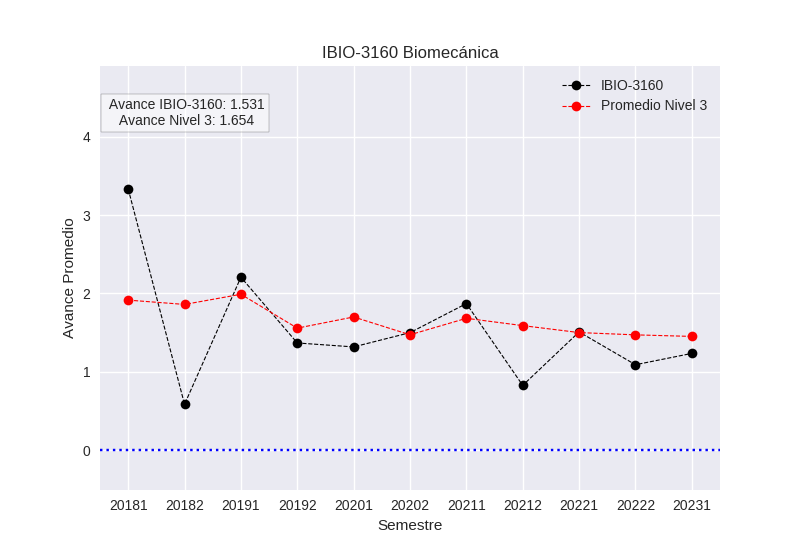 IBIO-3160 Biomecánica
IBIO-3160
Promedio Nivel 3
Avance IBIO-3160: 1.531
Avance Nivel 3: 1.654
Avance Promedio
4
3
2
1
0
20181 20182 20191 20192 20201 20202 20211 20212 20221 20222 20231
Semestre